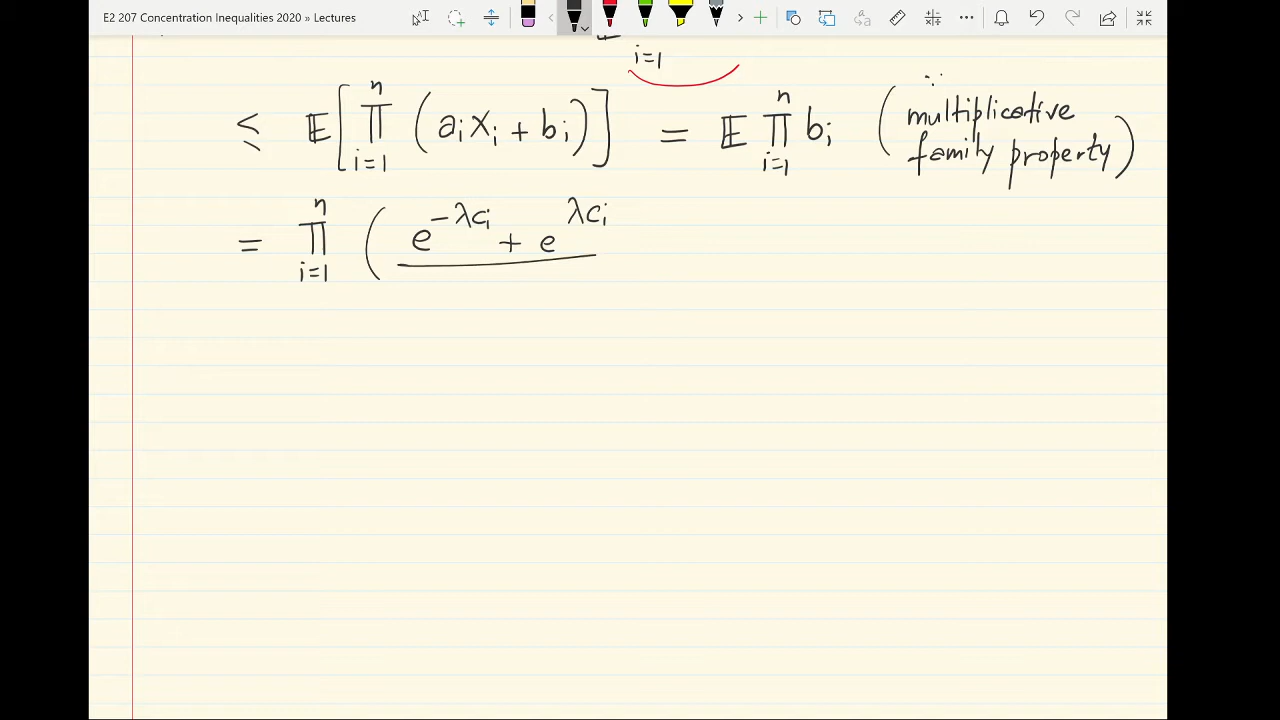 E2 207 Concentration Inequalities 2020 » Lectures
i=1
≤ 𝔼[∏_{i=1}^{n} (a_i X_i + b_i)] = 𝔼 ∏_{i=1}^{n} b_i (∵ multiplicative
family property)
= ∏_{i=1}^{n} ( e^{-λc_i} + e^{λc_i}